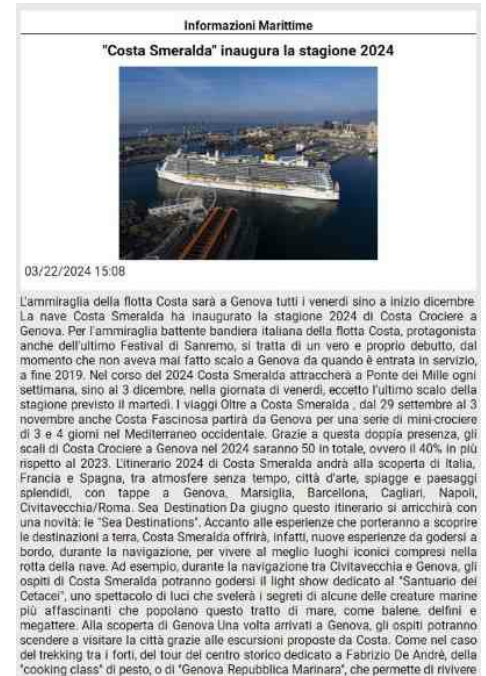 Informazioni Marittime
"Costa Smeralda" inaugura la stagione 2024
03/22/2024 15:08
L'ammiraglia della flotta Costa sarà a Genova tutti i venerdì sino a inizio dicembre
La nave Costa Smeralda ha inaugurato la stagione 2024 di Costa Crociere a
Genova. Per l'ammiraglia battente bandiera italiana della flotta Costa, protagonista
anche dell'ultimo Festival di Sanremo, si tratta di un vero e proprio debutto, dal
momento che non aveva mai fatto scalo a Genova da quando è entrata in servizio,
a fine 2019. Nel corso del 2024 Costa Smeralda attraccherà a Ponte dei Mille ogni
settimana, sino al 3 dicembre, nella giornata di venerdì, eccetto l'ultimo scalo della
stagione previsto il martedì. I viaggi Oltre a Costa Smeralda , dal 29 settembre al 3
novembre anche Costa Fascinosa partirà da Genova per una serie di mini-crociere
di 3 e 4 giorni nel Mediterraneo occidentale. Grazie a questa doppia presenza, gli
scali di Costa Crociere a Genova nel 2024 saranno 50 in totale, ovvero il 40% in più
rispetto al 2023. L'itinerario 2024 di Costa Smeralda andrà alla scoperta di Italia,
Francia e Spagna, tra atmosfere senza tempo, città d'arte, spiagge e paesaggi
splendidi, con tappe a Genova, Marsiglia, Barcellona, Cagliari, Napoli,
Civitavecchia/Roma. Sea Destination Da giugno questo itinerario si arricchirà con
una novità: le "Sea Destinations". Accanto alle esperienze che porteranno a scoprire
le destinazioni a terra, Costa Smeralda offrirà, infatti, nuove esperienze da godersi a
bordo, durante la navigazione, per vivere al meglio luoghi iconici compresi nella
rotta della nave. Ad esempio, durante la navigazione tra Civitavecchia e Genova, gli
ospiti di Costa Smeralda potranno godersi il light show dedicato al "Santuario dei
Cetacei", uno spettacolo di luci che svelerà i segreti di alcune delle creature marine
più affascinanti che popolano questo tratto di mare, come balene, delfini e
megattere. Alla scoperta di Genova Una volta arrivati a Genova, gli ospiti potranno
scendere a visitare la città grazie alle escursioni proposte da Costa. Come nel caso
del trekking tra i forti, del tour del centro storico dedicato a Fabrizio De Andrè, della
"cooking class" di pesto, o di "Genova Repubblica Marinara", che permette di rivivere